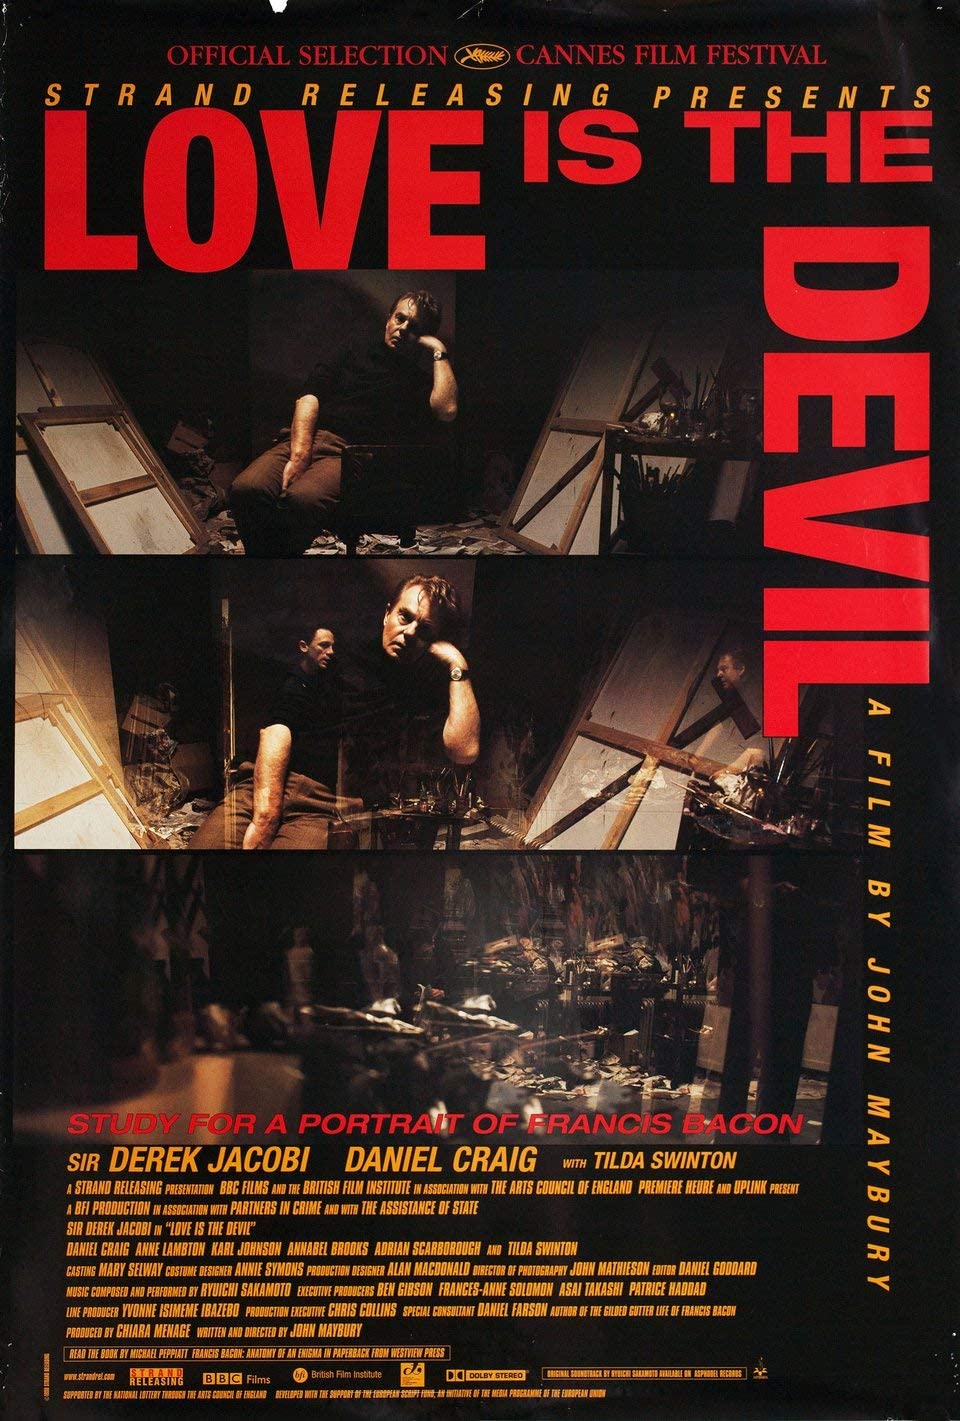 OFFICIAL SELECTION CANNES FILM FESTIVAL
STRAND RELEASING PRESENTS
LOVE IS THE
DEVIL
A FILM BY JOHN MAYBURY
STUDY FOR A PORTRAIT OF FRANCIS BACON
SIR DEREK JACOBI DANIEL CRAIG WITH TILDA SWINTON
A STRAND RELEASING PRESENTATION BBC FILMS AND THE BRITISH FILM INSTITUTE IN ASSOCIATION WITH THE ARTS COUNCIL OF ENGLAND PREMIERE HEURE AND UPLINK PRESENT
A BFI PRODUCTION IN ASSOCIATION WITH PARTNERS IN CRIME AND WITH THE ASSISTANCE OF STATE
SIR DEREK JACOBI IN "LOVE IS THE DEVIL"
DANIEL CRAIG ANNE LAMBTON KARL JOHNSON ANNABEL BROOKS ADRIAN SCARBOROUGH AND TILDA SWINTON
CASTING MARY SELWAY COSTUME DESIGNER ANNIE SYMONS PRODUCTION DESIGNER ALAN MACDONALD DIRECTOR OF PHOTOGRAPHY JOHN MATHIESON EDITOR DANIEL GODDARD
MUSIC COMPOSED AND PERFORMED BY RYUICHI SAKAMOTO EXECUTIVE PRODUCERS BEN GIBSON FRANCES-ANNE SOLOMON ASAI TAKASHI PATRICE HADDAD
LINE PRODUCER YVONNE ISIMEME IBAZEBO PRODUCTION EXECUTIVE CHRIS COLLINS SPECIAL CONSULTANT DANIEL FARSON AUTHOR OF THE GILDED GUTTER LIFE OF FRANCIS BACON
PRODUCED BY CHIARA MENAGE WRITTEN AND DIRECTED BY JOHN MAYBURY
READ THE BOOK BY MICHAEL PEPPIATT FRANCIS BACON: ANATOMY OF AN ENIGMA IN PAPERBACK FROM WESTVIEW PRESS
www.strandrel.com STRAND RELEASING BBC Films bfi British Film Institute DOLBY STEREO ORIGINAL SOUNDTRACK BY RYUICHI SAKAMOTO AVAILABLE ON ASPHODEL RECORDS
SUPPORTED BY THE NATIONAL LOTTERY THROUGH THE ARTS COUNCIL OF ENGLAND DEVELOPED WITH THE SUPPORT OF THE EUROPEAN SCRIPT FUND, AN INITIATIVE OF THE MEDIA PROGRAMME OF THE EUROPEAN UNION